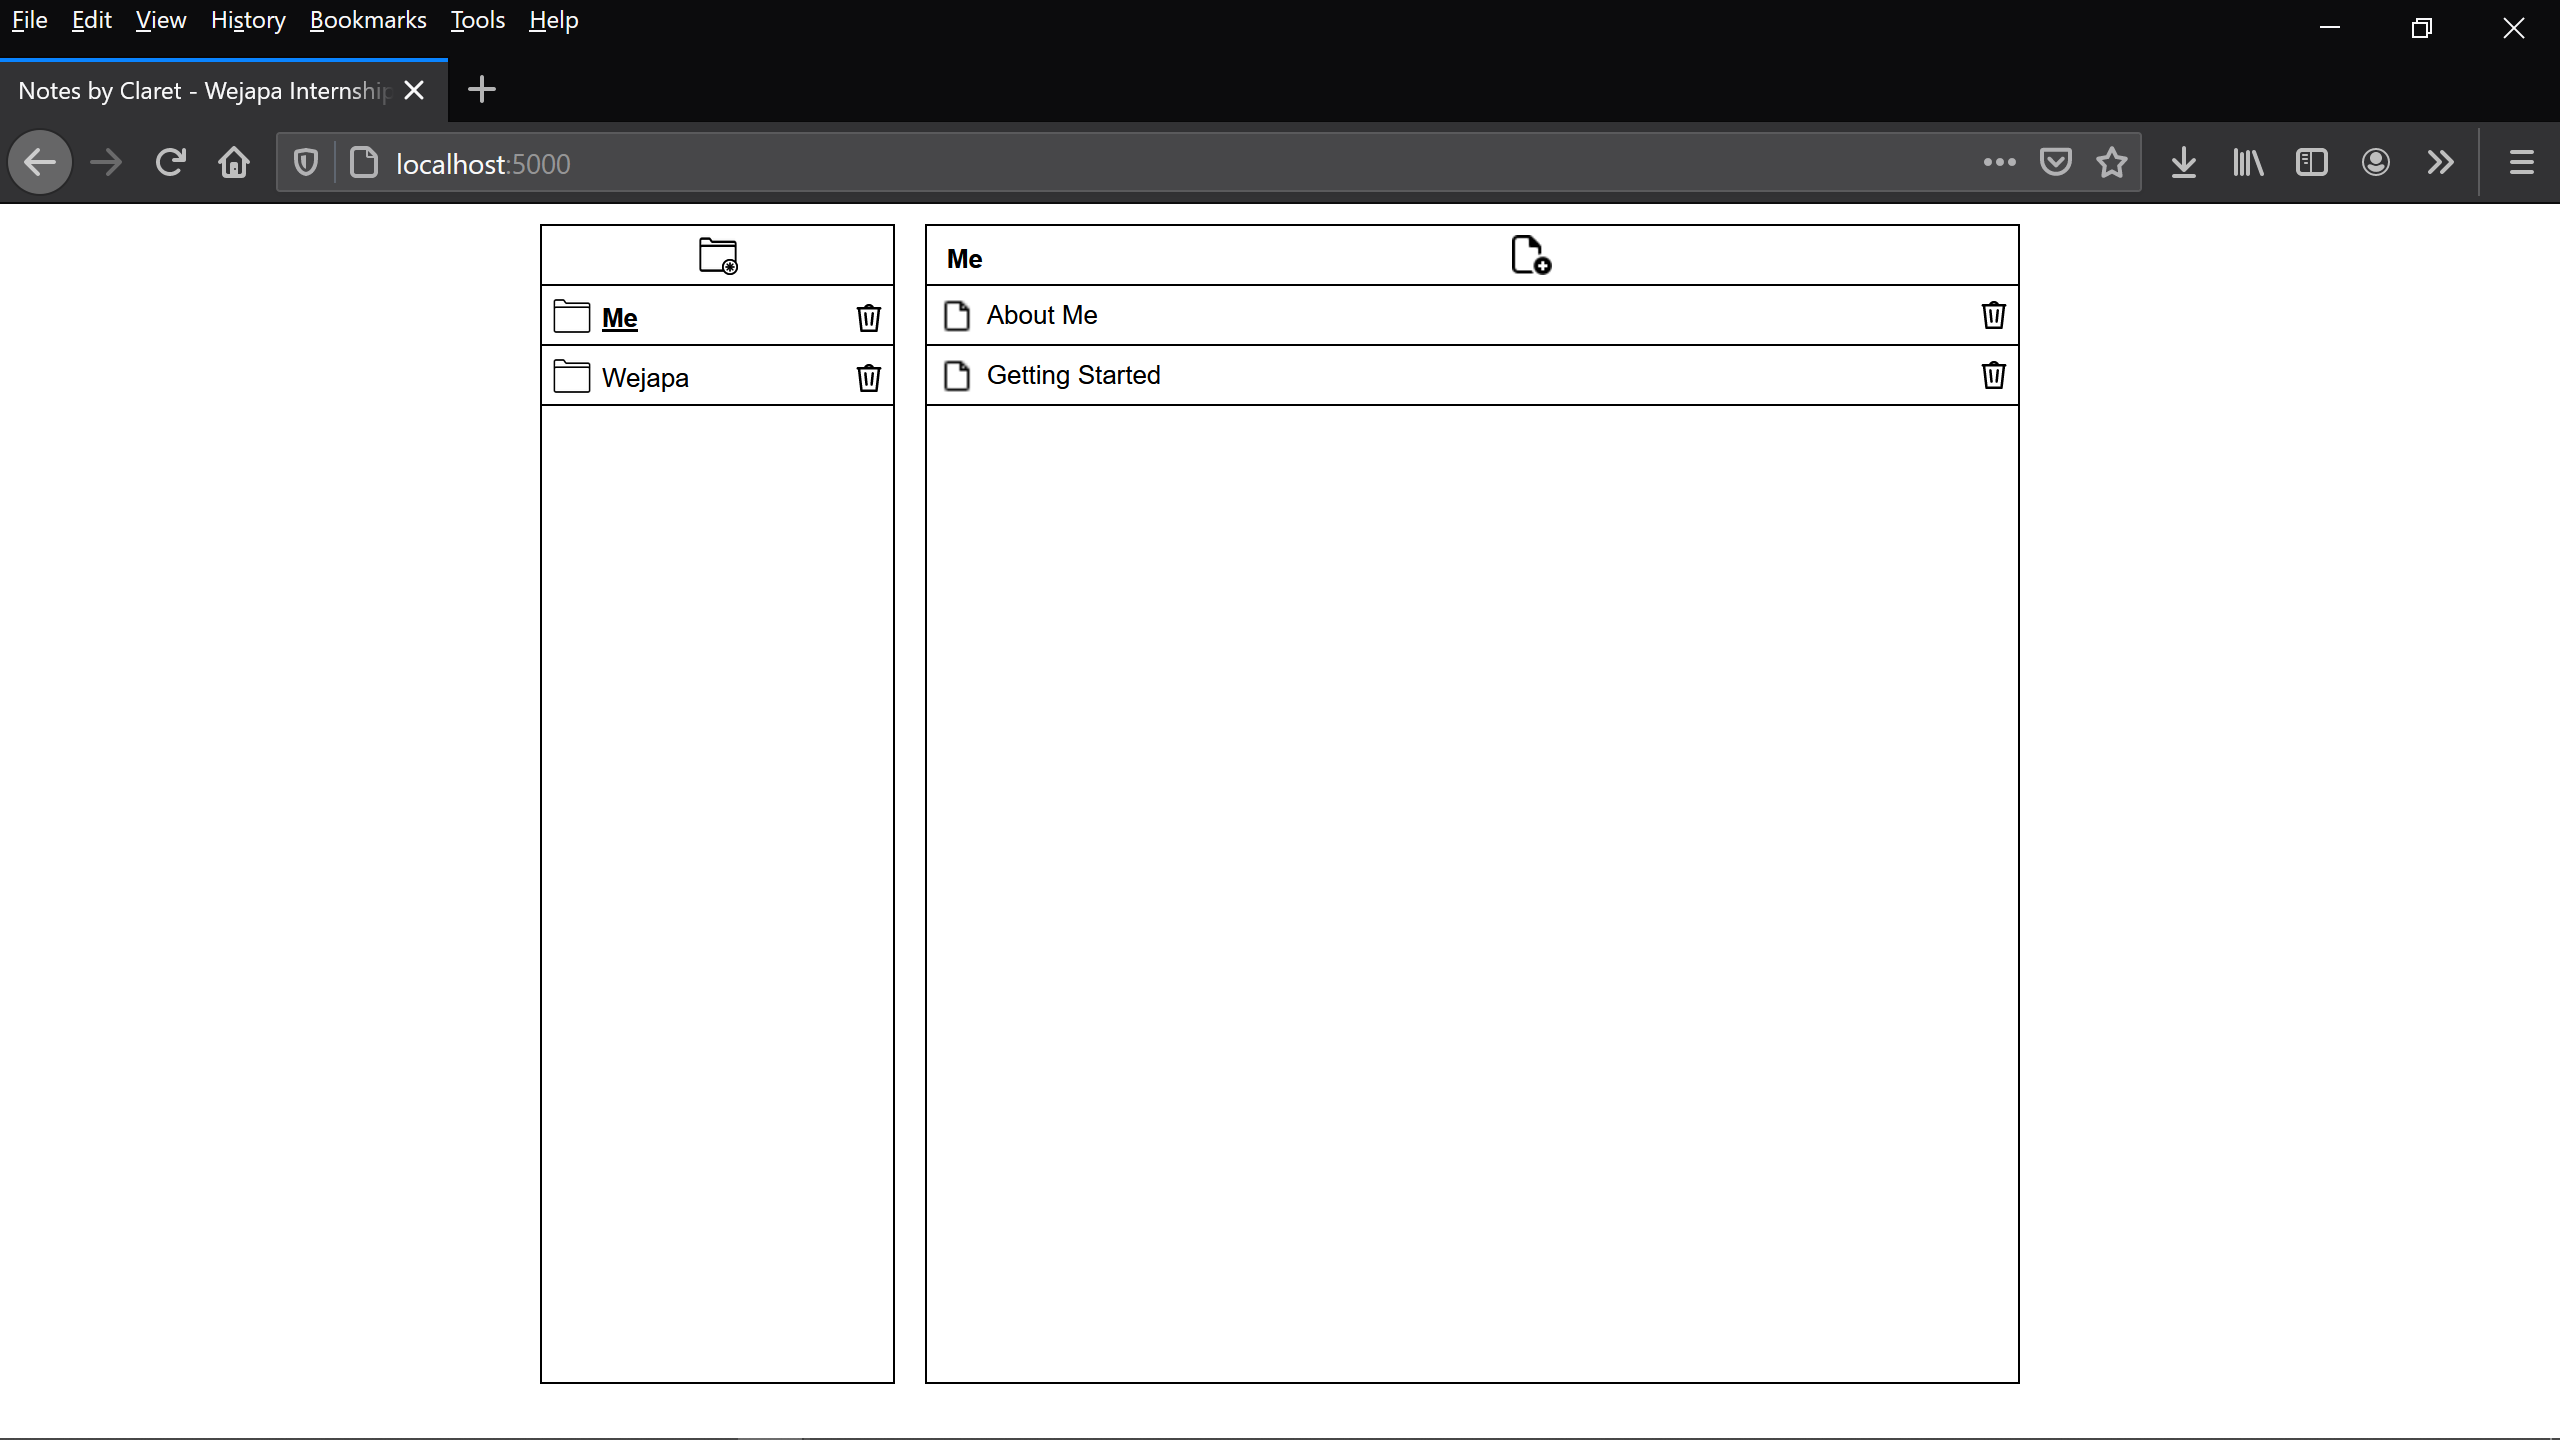 File Edit View History Bookmarks Tools Help
Notes by Claret - Wejapa Internship
localhost:5000
Me
Me
About Me
Wejapa
Getting Started